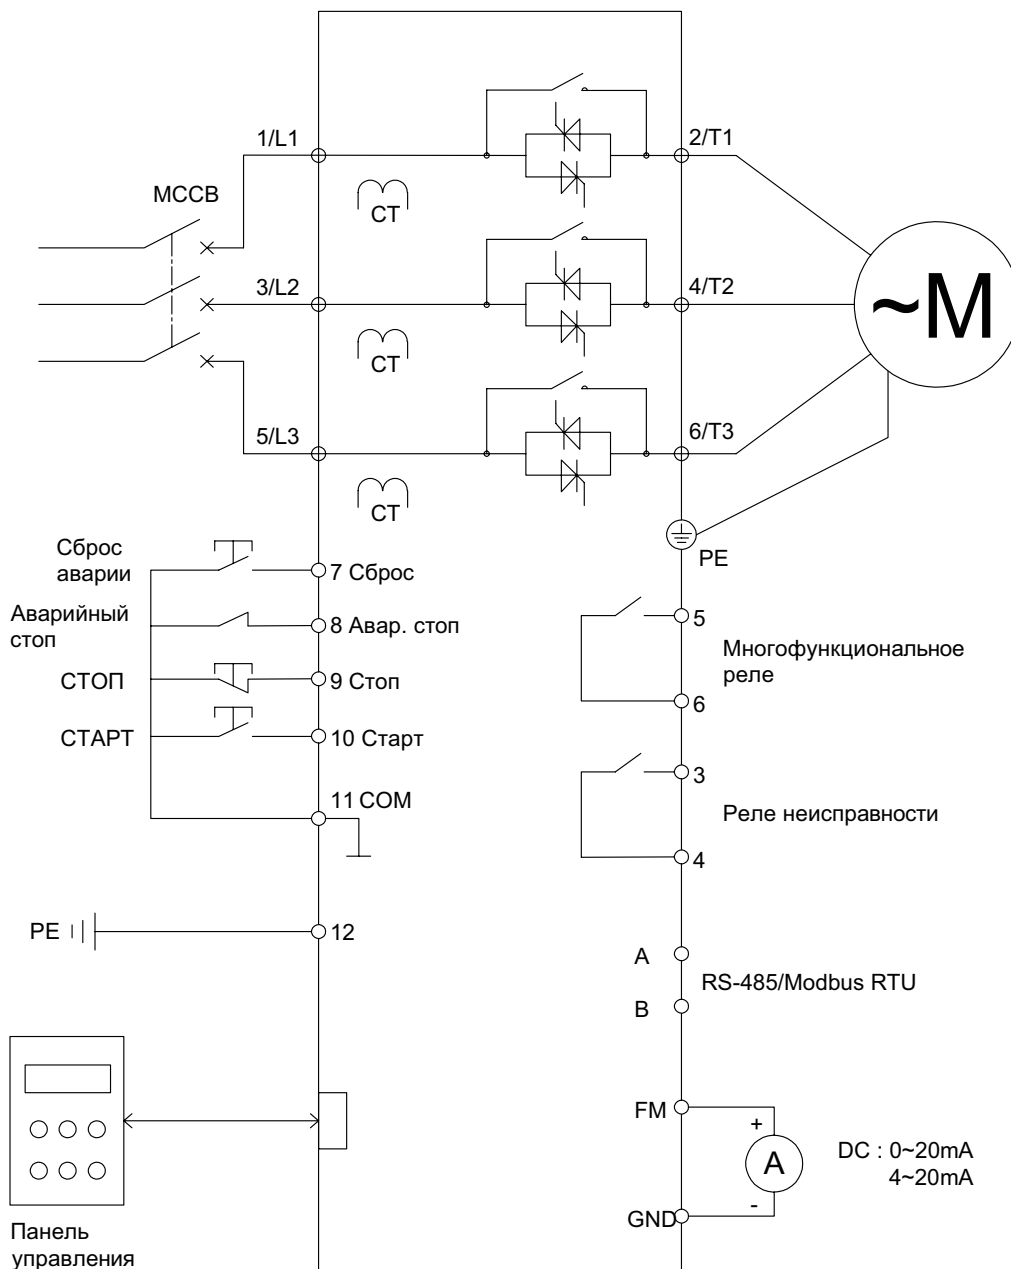 1/L1
2/T1
MCCB
CT
3/L2
4/T2
~M
CT
5/L3
6/T3
CT
PE
Сброс
аварии
7 Сброс
Аварийный
стоп
8 Авар. стоп
СТОП
9 Стоп
СТАРТ
10 Старт
11 COM
5
Многофункциональное
реле
6
3
Реле неисправности
4
PE
12
A
RS-485/Modbus RTU
B
FM
+
A
-
GND
DC : 0~20mA
4~20mA
Панель
управления